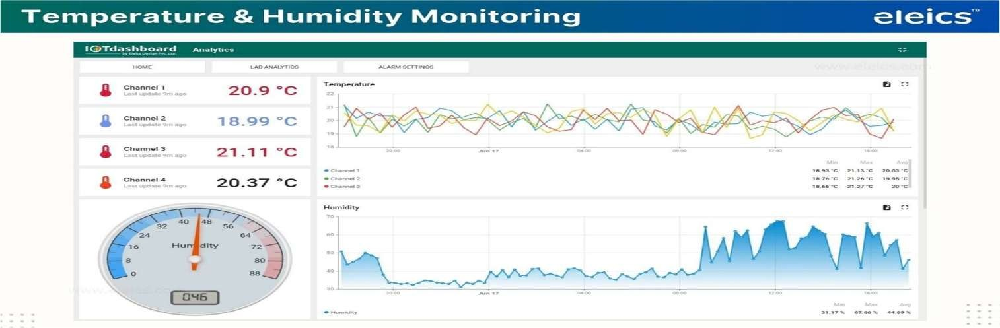 Temperature & Humidity Monitoring
eleics™
IOTdashboard
by Eleics Design Pvt. Ltd.
Analytics
HOME
LAB ANALYTICS
ALARM SETTINGS
www.eleics.com
Channel 1
Last update 9m ago
20.9 °C
Channel 2
Last update 9m ago
18.99 °C
Channel 3
Last update 9m ago
21.11 °C
Channel 4
Last update 9m ago
20.37 °C
Temperature
22
21
20
19
18
20:00 Jun 17 04:00 08:00 12:00 16:00
Min Max Avg
Channel 1 18.93 °C 21.13 °C 20.03 °C
Channel 2 18.76 °C 21.26 °C 19.95 °C
Channel 3 18.66 °C 21.27 °C 20 °C
0 8 16 24 32 40 48 56 64 72 80 88
Humidity
046
www.eleics.com
Humidity
70
60
50
40
30
20:00 Jun 17 04:00 08:00 12:00 16:00
Min Max Avg
Humidity 31.17 % 67.66 % 44.69 %